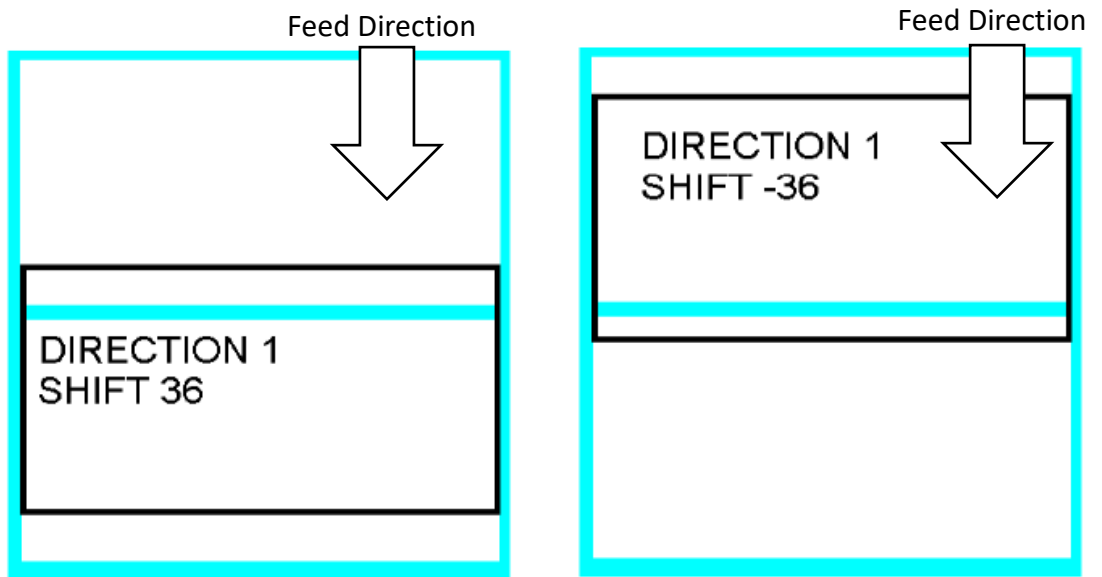 Feed Direction
DIRECTION 1
SHIFT 36
Feed Direction
DIRECTION 1
SHIFT -36